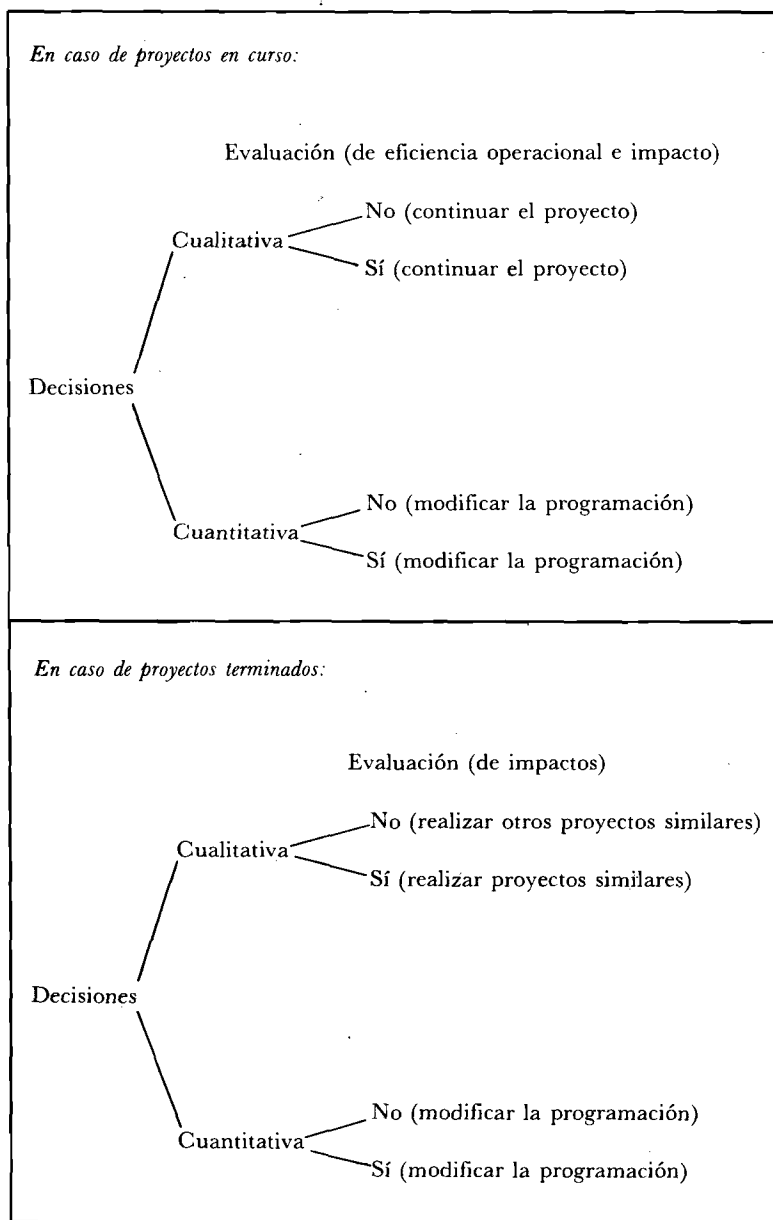 En caso de proyectos en curso:
Evaluación (de eficiencia operacional e impacto)
No (continuar el proyecto)
Cualitativa
Sí (continuar el proyecto)
Decisiones
No (modificar la programación)
Cuantitativa
Sí (modificar la programación)
En caso de proyectos terminados:
Evaluación (de impactos)
No (realizar otros proyectos similares)
Cualitativa
Sí (realizar proyectos similares)
Decisiones
No (modificar la programación)
Cuantitativa
Sí (modificar la programación)